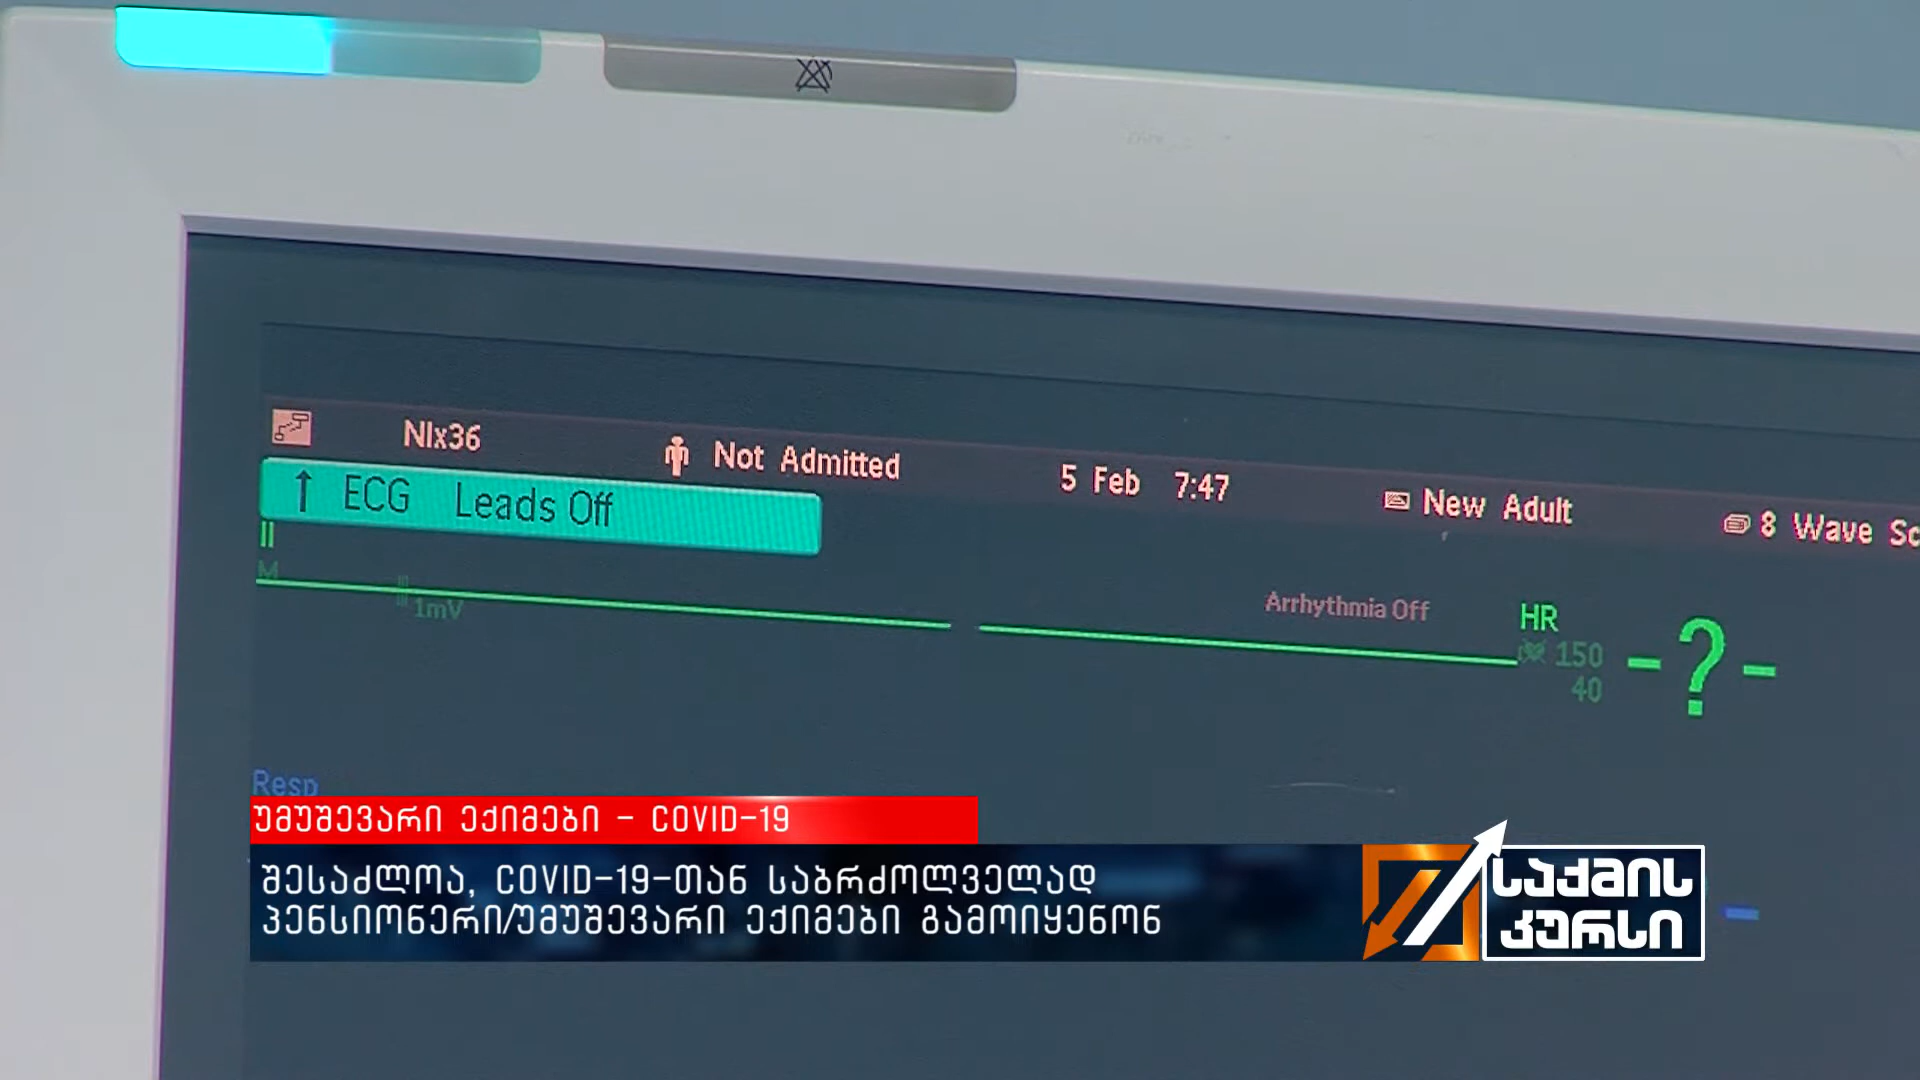 NIx36
Not Admitted
5 Feb 7:47
New Adult
8 Wave
ECG Leads Off
II
M
1mV
Arrhythmia Off
HR
150
40
-?-
Resp
უმუშევარი ექიმები - COVID-19
შესაძლოა, COVID-19-თან საბრძოლველად
პენსიონერი/უმუშევარი ექიმები გამოიყენონ
საქმის
კურსი